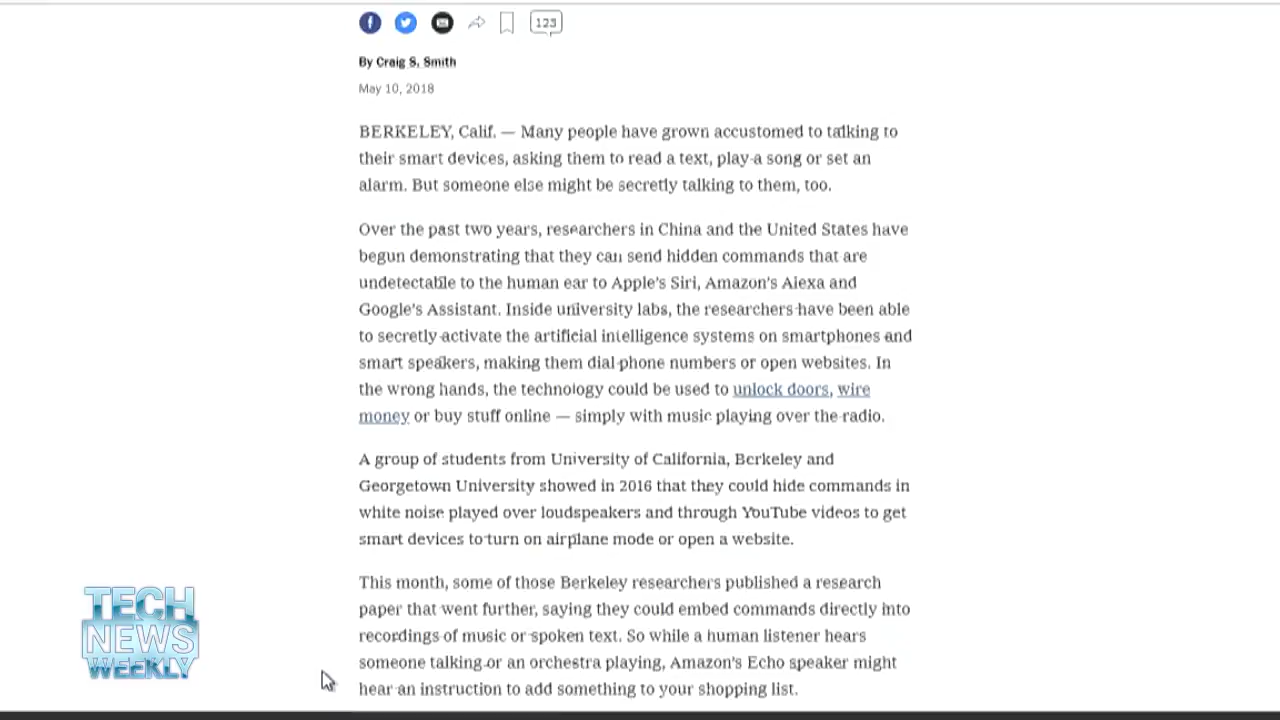 123
By Craig S. Smith
May 10, 2018
BERKELEY, Calif. — Many people have grown accustomed to talking to
their smart devices, asking them to read a text, play a song or set an
alarm. But someone else might be secretly talking to them, too.
Over the past two years, researchers in China and the United States have
begun demonstrating that they can send hidden commands that are
undetectable to the human ear to Apple's Siri, Amazon's Alexa and
Google's Assistant. Inside university labs, the researchers have been able
to secretly activate the artificial intelligence systems on smartphones and
smart speakers, making them dial phone numbers or open websites. In
the wrong hands, the technology could be used to unlock doors, wire
money or buy stuff online — simply with music playing over the radio.
A group of students from University of California, Berkeley and
Georgetown University showed in 2016 that they could hide commands in
white noise played over loudspeakers and through YouTube videos to get
smart devices to turn on airplane mode or open a website.
This month, some of those Berkeley researchers published a research
paper that went further, saying they could embed commands directly into
recordings of music or spoken text. So while a human listener hears
someone talking or an orchestra playing, Amazon's Echo speaker might
hear an instruction to add something to your shopping list.
TECH
NEWS
WEEKLY